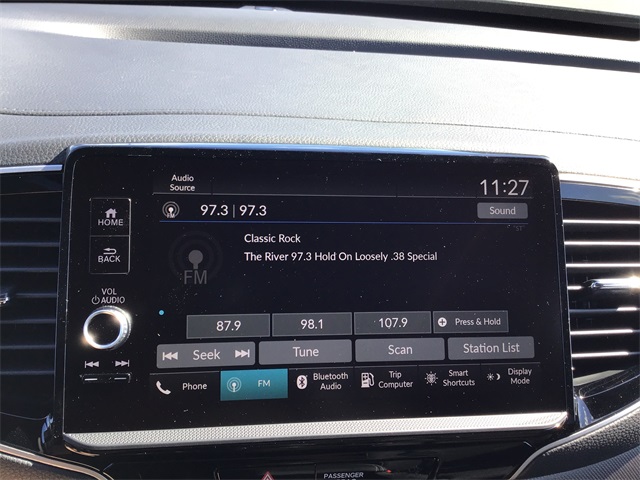 Audio
Source
11:27
97.3 | 97.3
Sound
HOME
BACK
VOL
AUDIO
FM
Classic Rock
The River 97.3 Hold On Loosely .38 Special
87.9
98.1
107.9
Press & Hold
Seek
Tune
Scan
Station List
Phone
FM
Bluetooth
Audio
Trip
Computer
Smart
Shortcuts
Display
Mode
PASSENGER